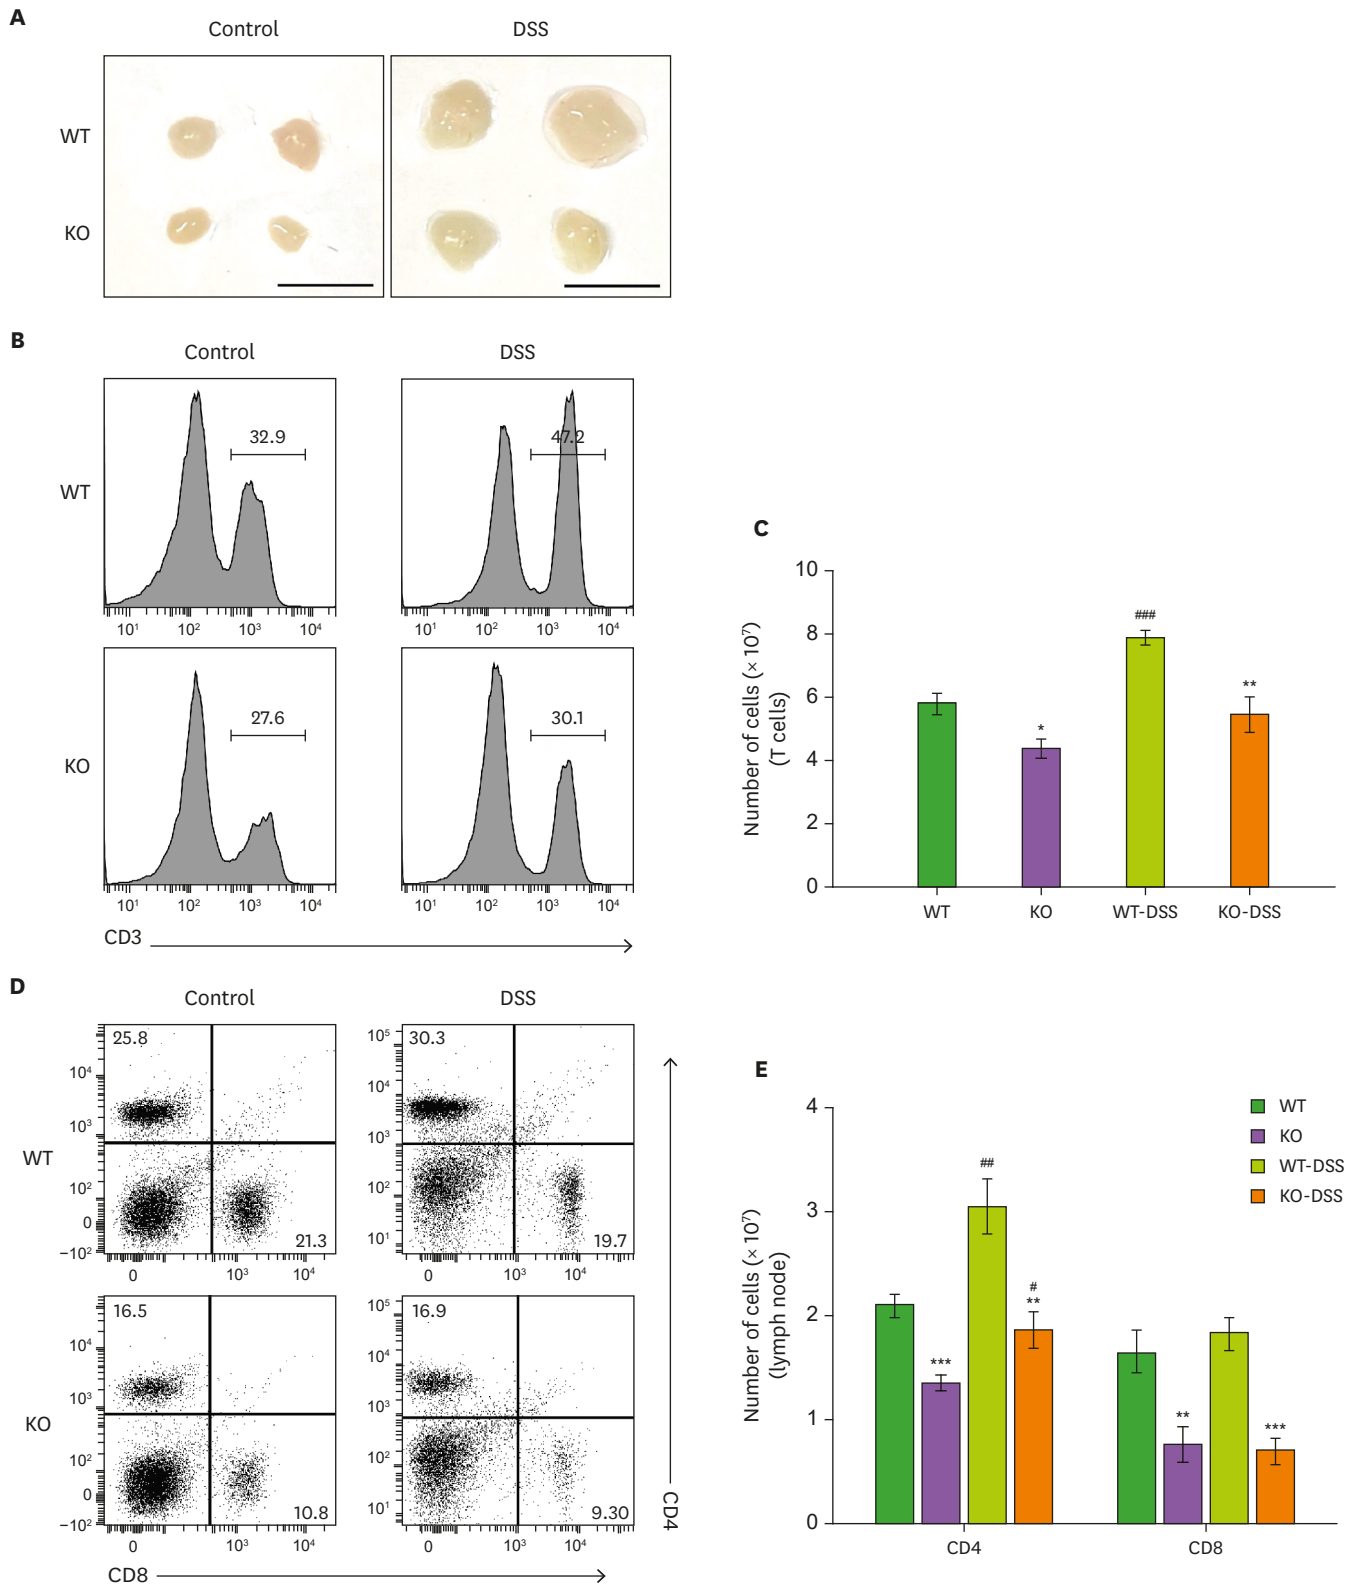 A
Control DSS
WT
KO
B
Control DSS
WT
32.9 47.2
10¹ 10² 10³ 10⁴ 10¹ 10² 10³ 10⁴
KO
27.6 30.1
10¹ 10² 10³ 10⁴ 10¹ 10² 10³ 10⁴
CD3
C
Number of cells (× 10⁷)
(T cells)
10
8
6
4
2
0
###
**
*
WT KO WT-DSS KO-DSS
D
Control DSS
WT
25.8
10⁴
10³
10²
0
−10²
21.3
0 10³ 10⁴
30.3
10⁵
10⁴
10³
10²
10¹
19.7
0 10³ 10⁴
KO
16.5
10⁴
10³
10²
0
−10²
10.8
0 10³ 10⁴
16.9
10⁵
10⁴
10³
10²
10¹
9.30
0 10³ 10⁴
CD8
CD4
E
Number of cells (× 10⁷)
(lymph node)
4
3
2
1
0
***
##
#
**
**
***
CD4 CD8
WT
KO
WT-DSS
KO-DSS